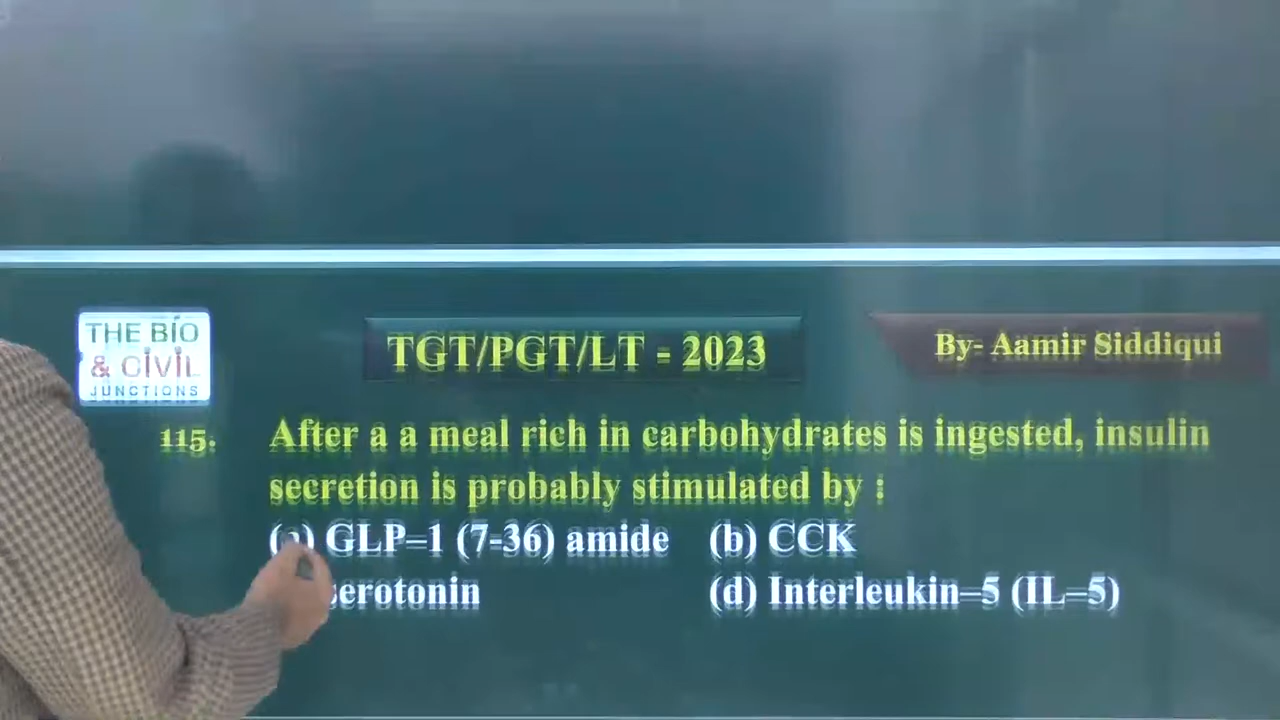 THE BIO
& CIVIL
JUNCTIONS
TGT/PGT/LT - 2023
By- Aamir Siddiqui
115. After a a meal rich in carbohydrates is ingested, insulin
secretion is probably stimulated by :
(a) GLP-1 (7-36) amide (b) CCK
serotonin (d) Interleukin-5 (IL-5)